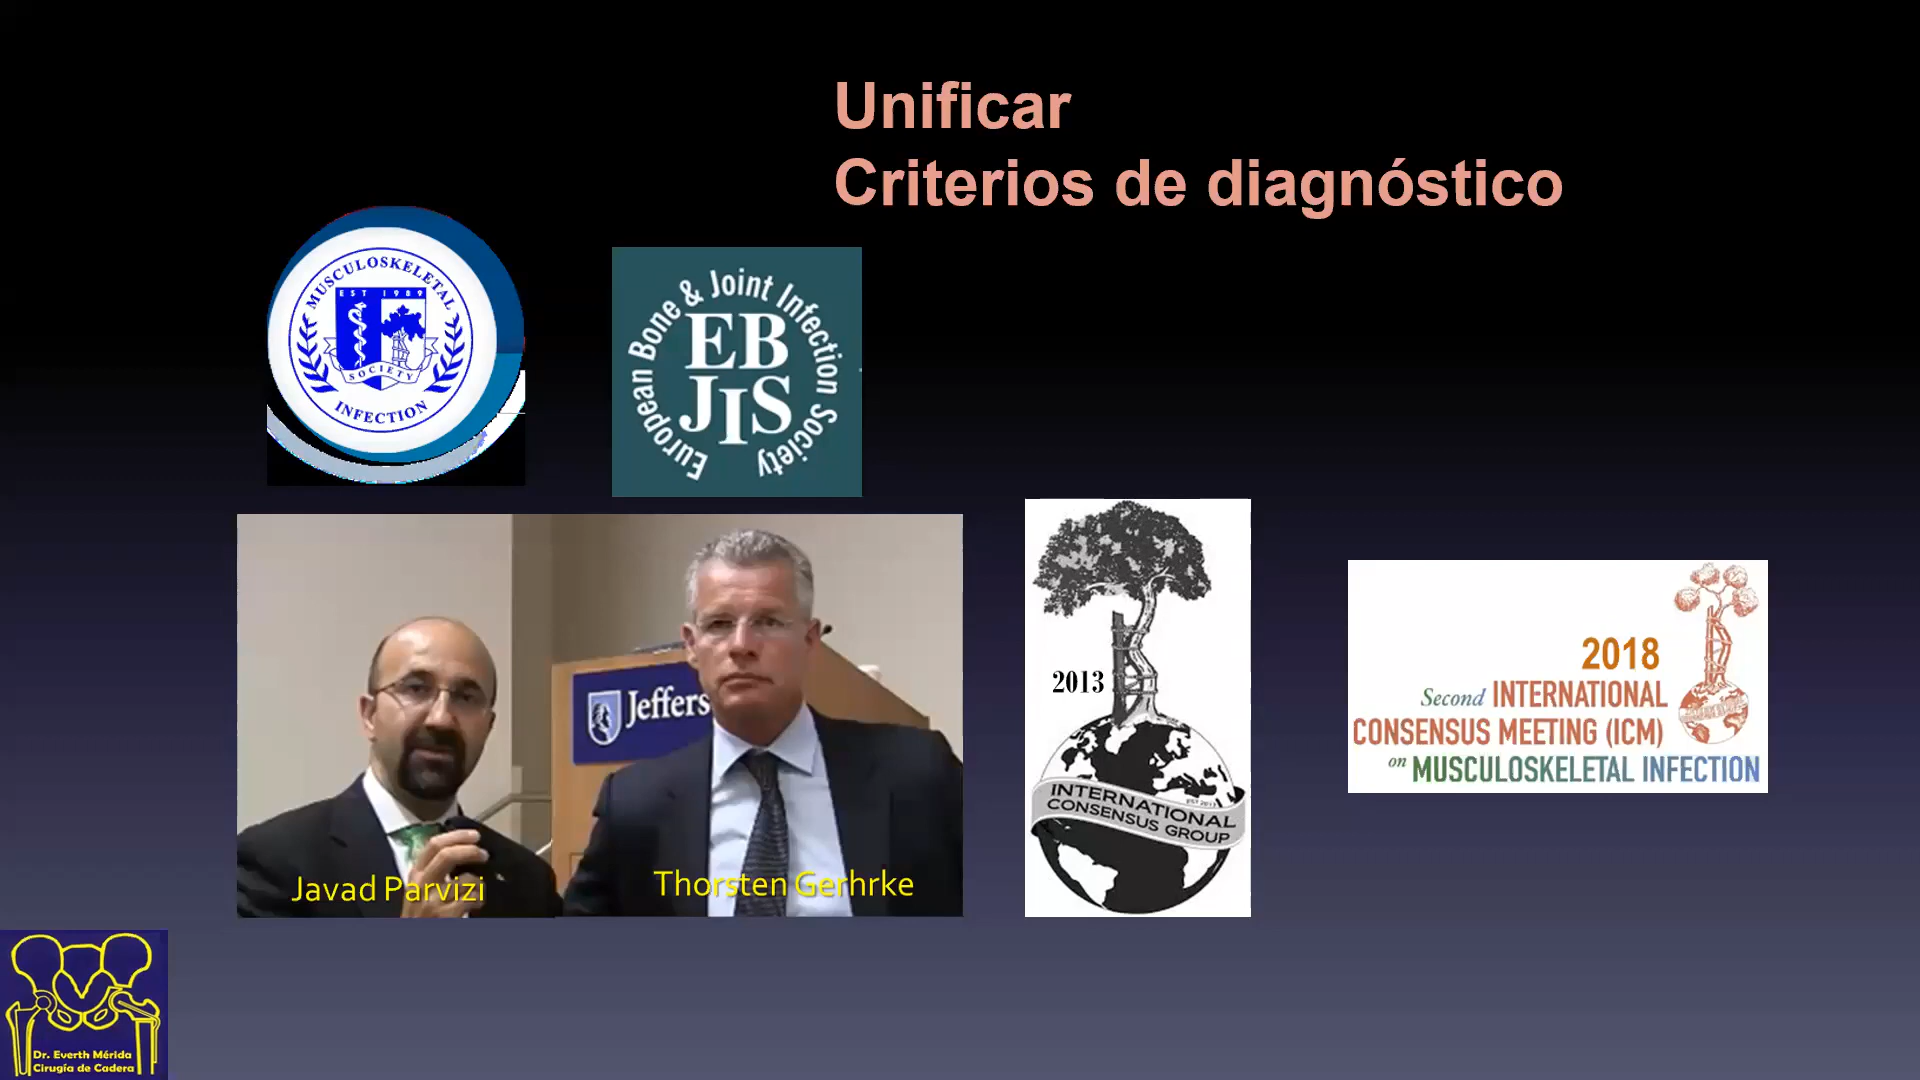 Unificar
Criterios de diagnóstico
MUSCULOSKELETAL
EST 1989
SOCIETY
INFECTION
European Bone & Joint Infection Society
EB
JIS
Jeffers
Javad Parvizi
Thorsten Gerhrke
2013
EST 2013
INTERNATIONAL
CONSENSUS GROUP
2018
Second INTERNATIONAL
CONSENSUS MEETING (ICM)
on MUSCULOSKELETAL INFECTION
Dr. Everth Mérida
Cirugía de Cadera